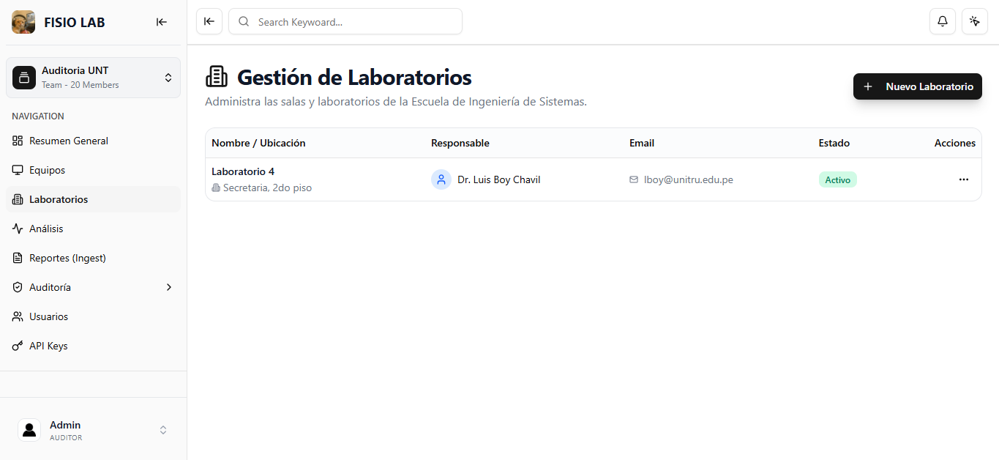 FISIO LAB
Auditoria UNT
Team - 20 Members
NAVIGATION
Resumen General
Equipos
Laboratorios
Análisis
Reportes (Ingest)
Auditoría
Usuarios
API Keys
Admin
AUDITOR
Search Keywoard...
Gestión de Laboratorios
Administra las salas y laboratorios de la Escuela de Ingeniería de Sistemas.
Nuevo Laboratorio
Nombre / Ubicación Responsable Email Estado Acciones
Laboratorio 4
Secretaria, 2do piso
Dr. Luis Boy Chavil
lboy@unitru.edu.pe
Activo